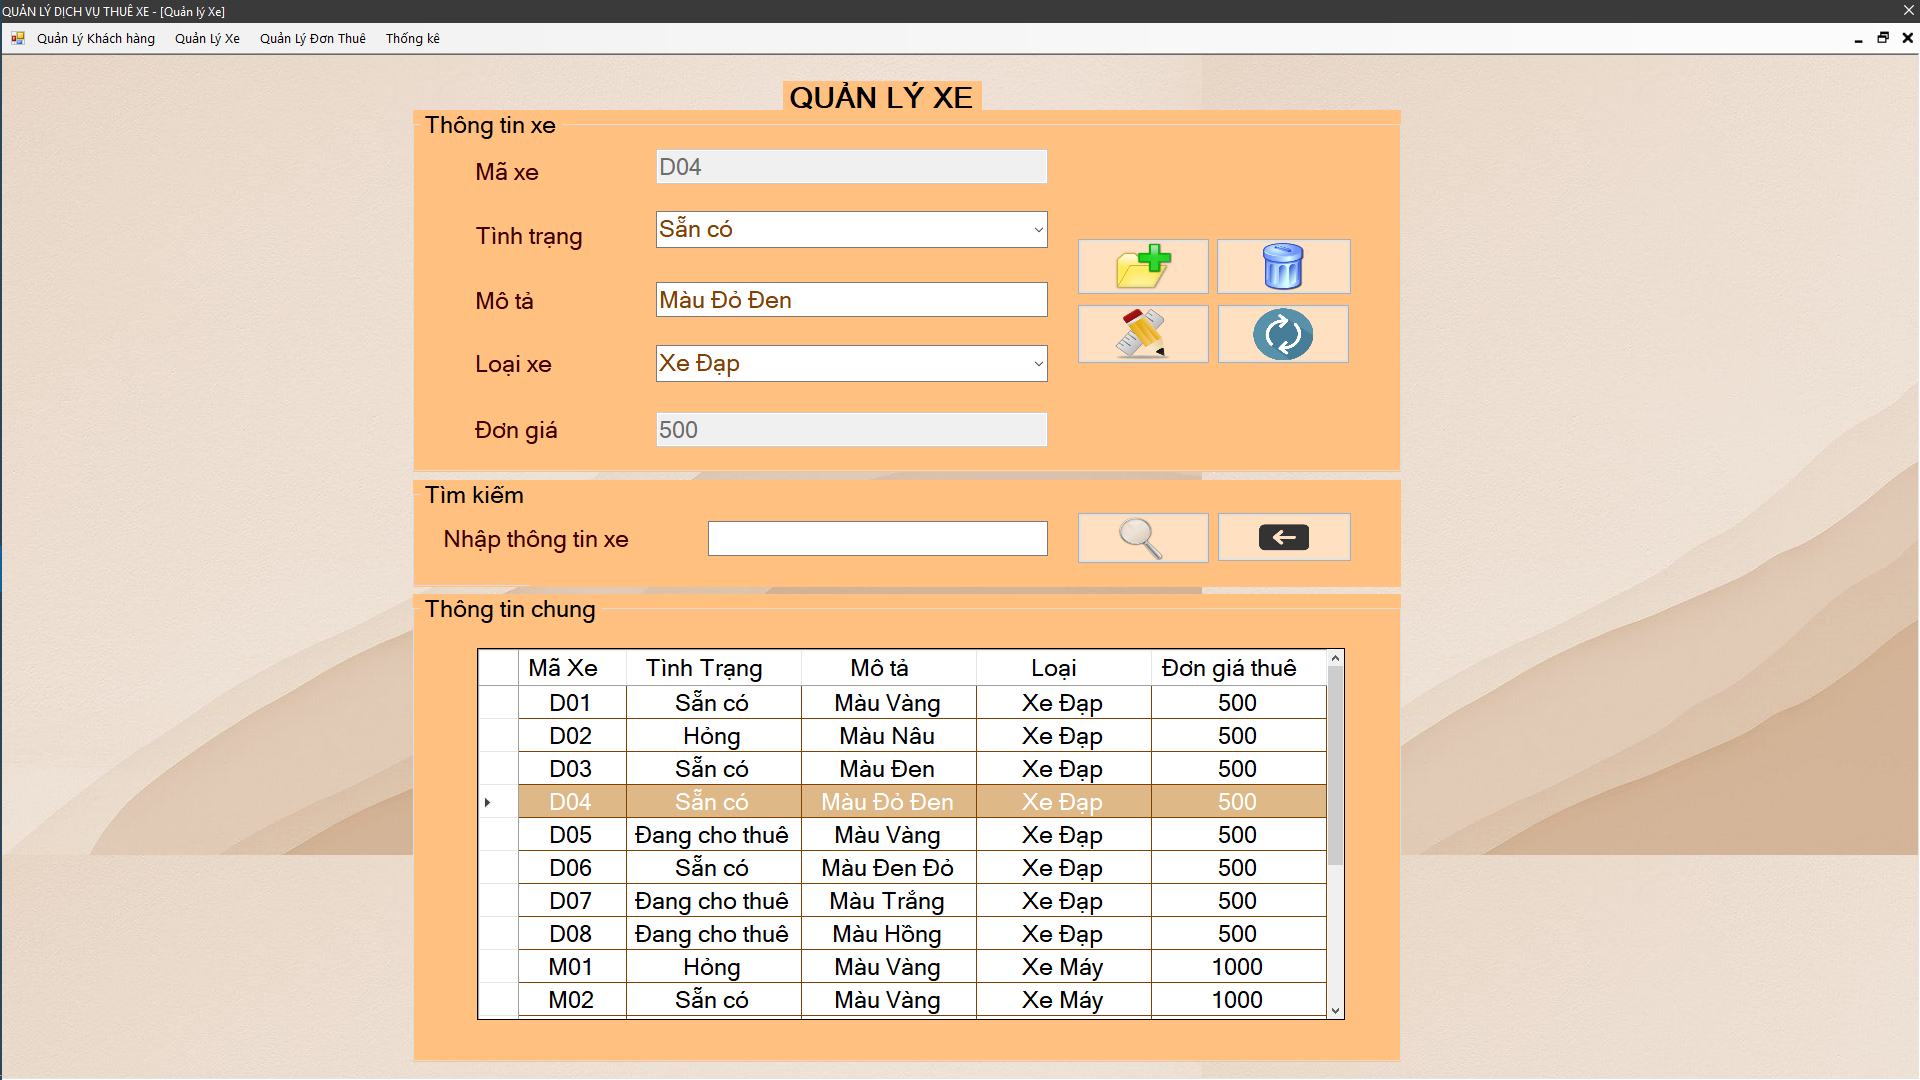 QUẢN LÝ DỊCH VỤ THUÊ XE - [Quản lý Xe]
Quản Lý Khách hàng Quản Lý Xe Quản Lý Đơn Thuê Thống kê
QUẢN LÝ XE
Thông tin xe
Mã xe D04
Tình trạng Sẵn có
Mô tả Màu Đỏ Đen
Loại xe Xe Đạp
Đơn giá 500
Tìm kiếm
Nhập thông tin xe
Thông tin chung
Mã Xe Tình Trạng Mô tả Loại Đơn giá thuê
D01 Sẵn có Màu Vàng Xe Đạp 500
D02 Hỏng Màu Nâu Xe Đạp 500
D03 Sẵn có Màu Đen Xe Đạp 500
D04 Sẵn có Màu Đỏ Đen Xe Đạp 500
D05 Đang cho thuê Màu Vàng Xe Đạp 500
D06 Sẵn có Màu Đen Đỏ Xe Đạp 500
D07 Đang cho thuê Màu Trắng Xe Đạp 500
D08 Đang cho thuê Màu Hồng Xe Đạp 500
M01 Hỏng Màu Vàng Xe Máy 1000
M02 Sẵn có Màu Vàng Xe Máy 1000